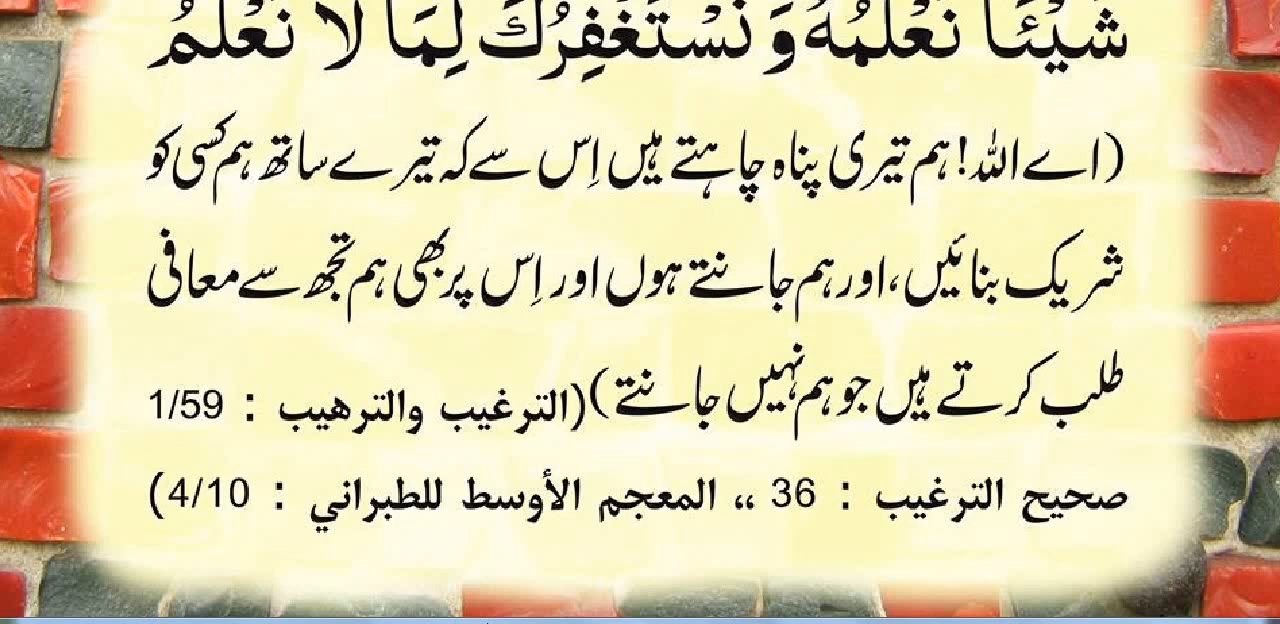 شَيْئًا نَعْلَمُهُ وَنَسْتَغْفِرُكَ لِمَا لَا نَعْلَمُ
(اے اللہ! ہم تیری پناہ چاہتے ہیں اِس سے کہ تیرے ساتھ ہم کسی کو
شریک بنائیں، اور ہم جانتے ہوں اور اِس پر بھی ہم تجھ سے معافی
طلب کرتے ہیں جو ہم نہیں جانتے) (الترغيب والترهيب : 1/59
صحيح الترغيب : 36 ،، المعجم الأوسط للطبراني : 4/10)